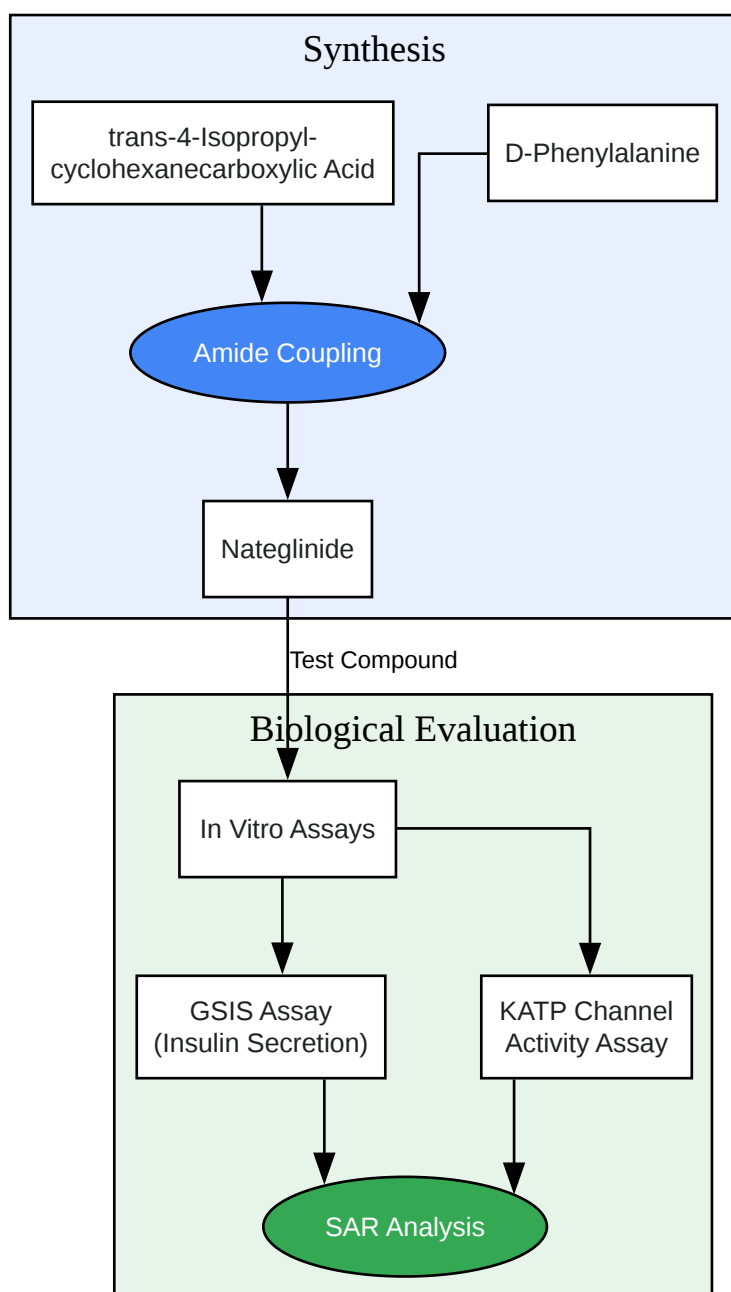 Synthesis
trans-4-Isopropyl-
cyclohexanecarboxylic Acid
D-Phenylalanine
Amide Coupling
Nateglinide
Test Compound
Biological Evaluation
In Vitro Assays
GSIS Assay
(Insulin Secretion)
KATP Channel
Activity Assay
SAR Analysis